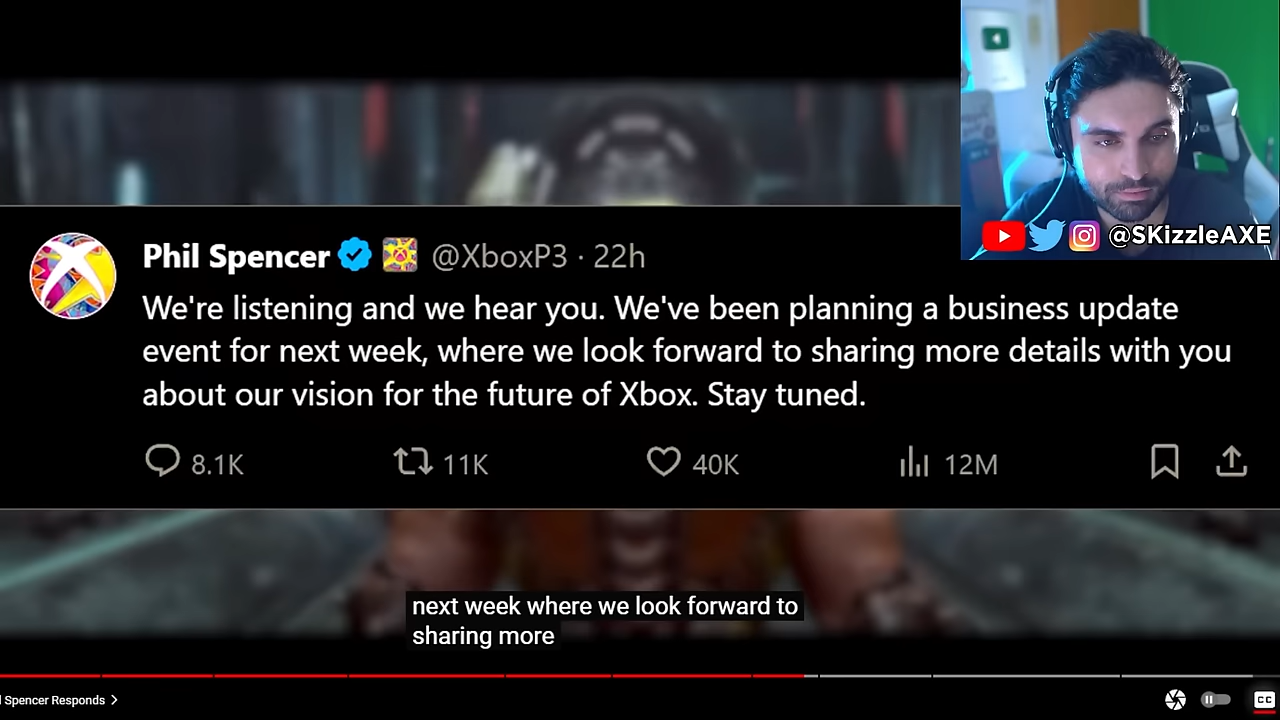 @SKizzleAXE
Phil Spencer @XboxP3 · 22h
We're listening and we hear you. We've been planning a business update
event for next week, where we look forward to sharing more details with you
about our vision for the future of Xbox. Stay tuned.
8.1K 11K 40K 12M
next week where we look forward to
sharing more
l Spencer Responds
CC